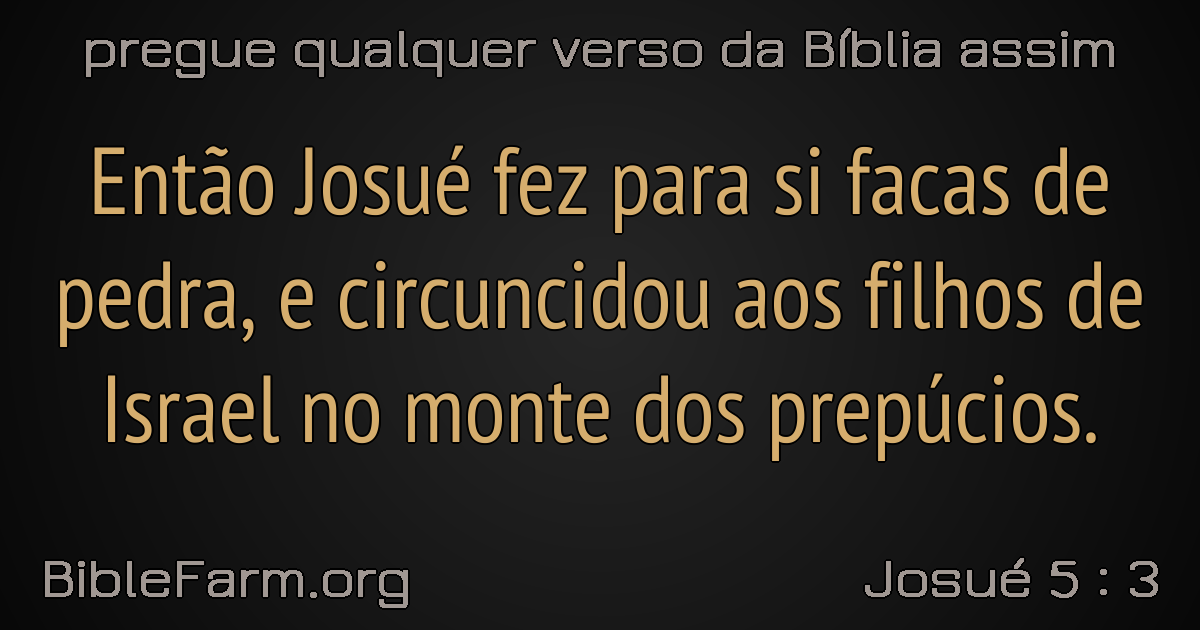 pregue qualquer verso da Bíblia assim
Então Josué fez para si facas de
pedra, e circuncidou aos filhos de
Israel no monte dos prepúcios.
BibleFarm.org
Josué 5 : 3